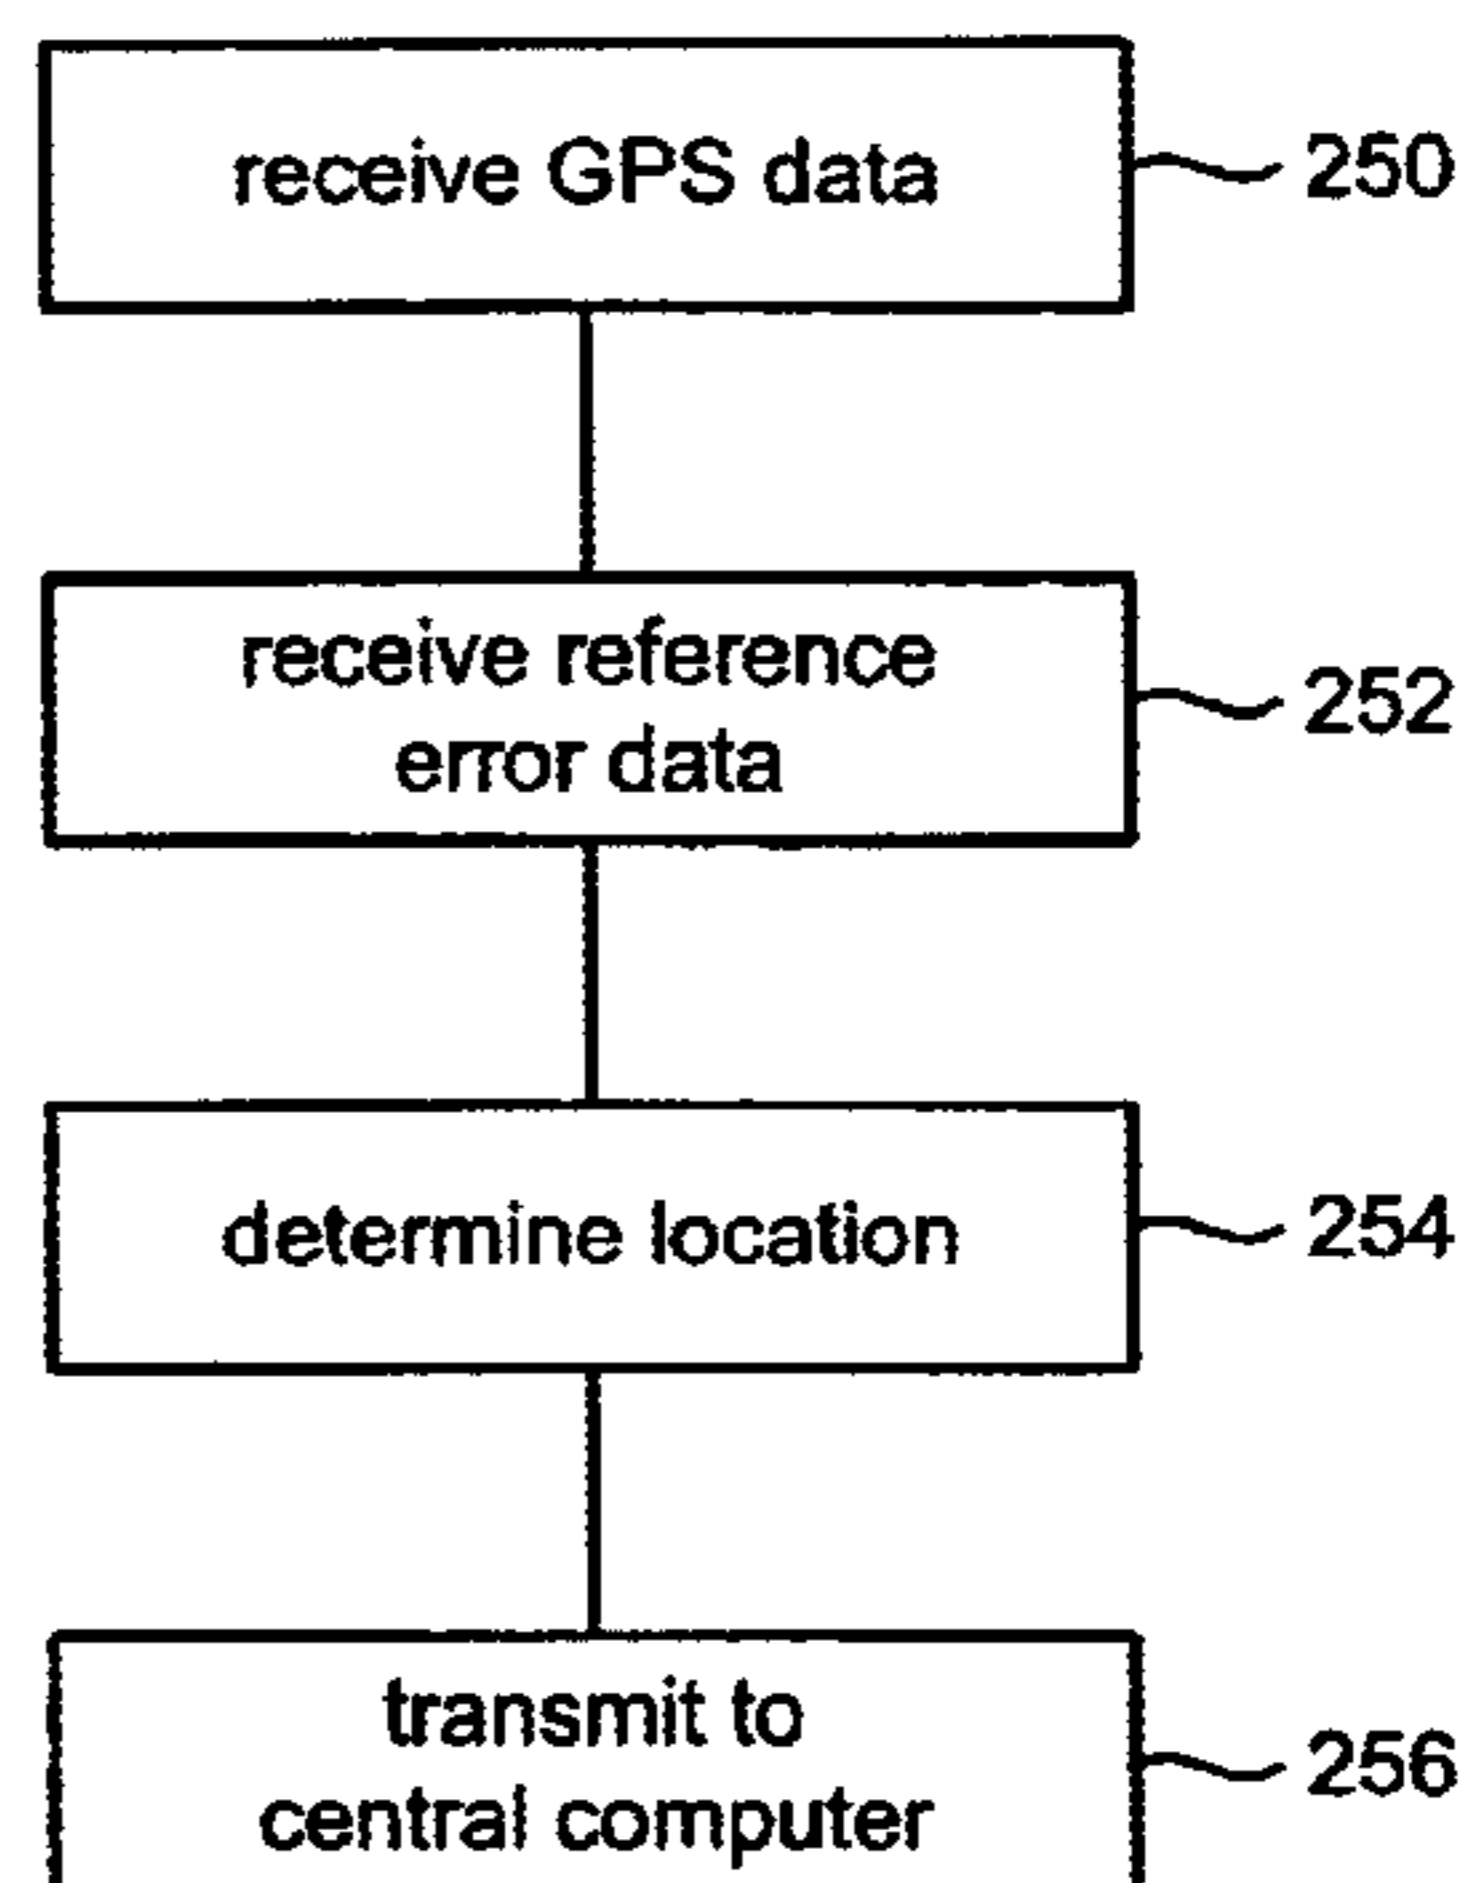 receive GPS data
250
receive reference
error data
252
determine location
254
transmit to
central computer
256